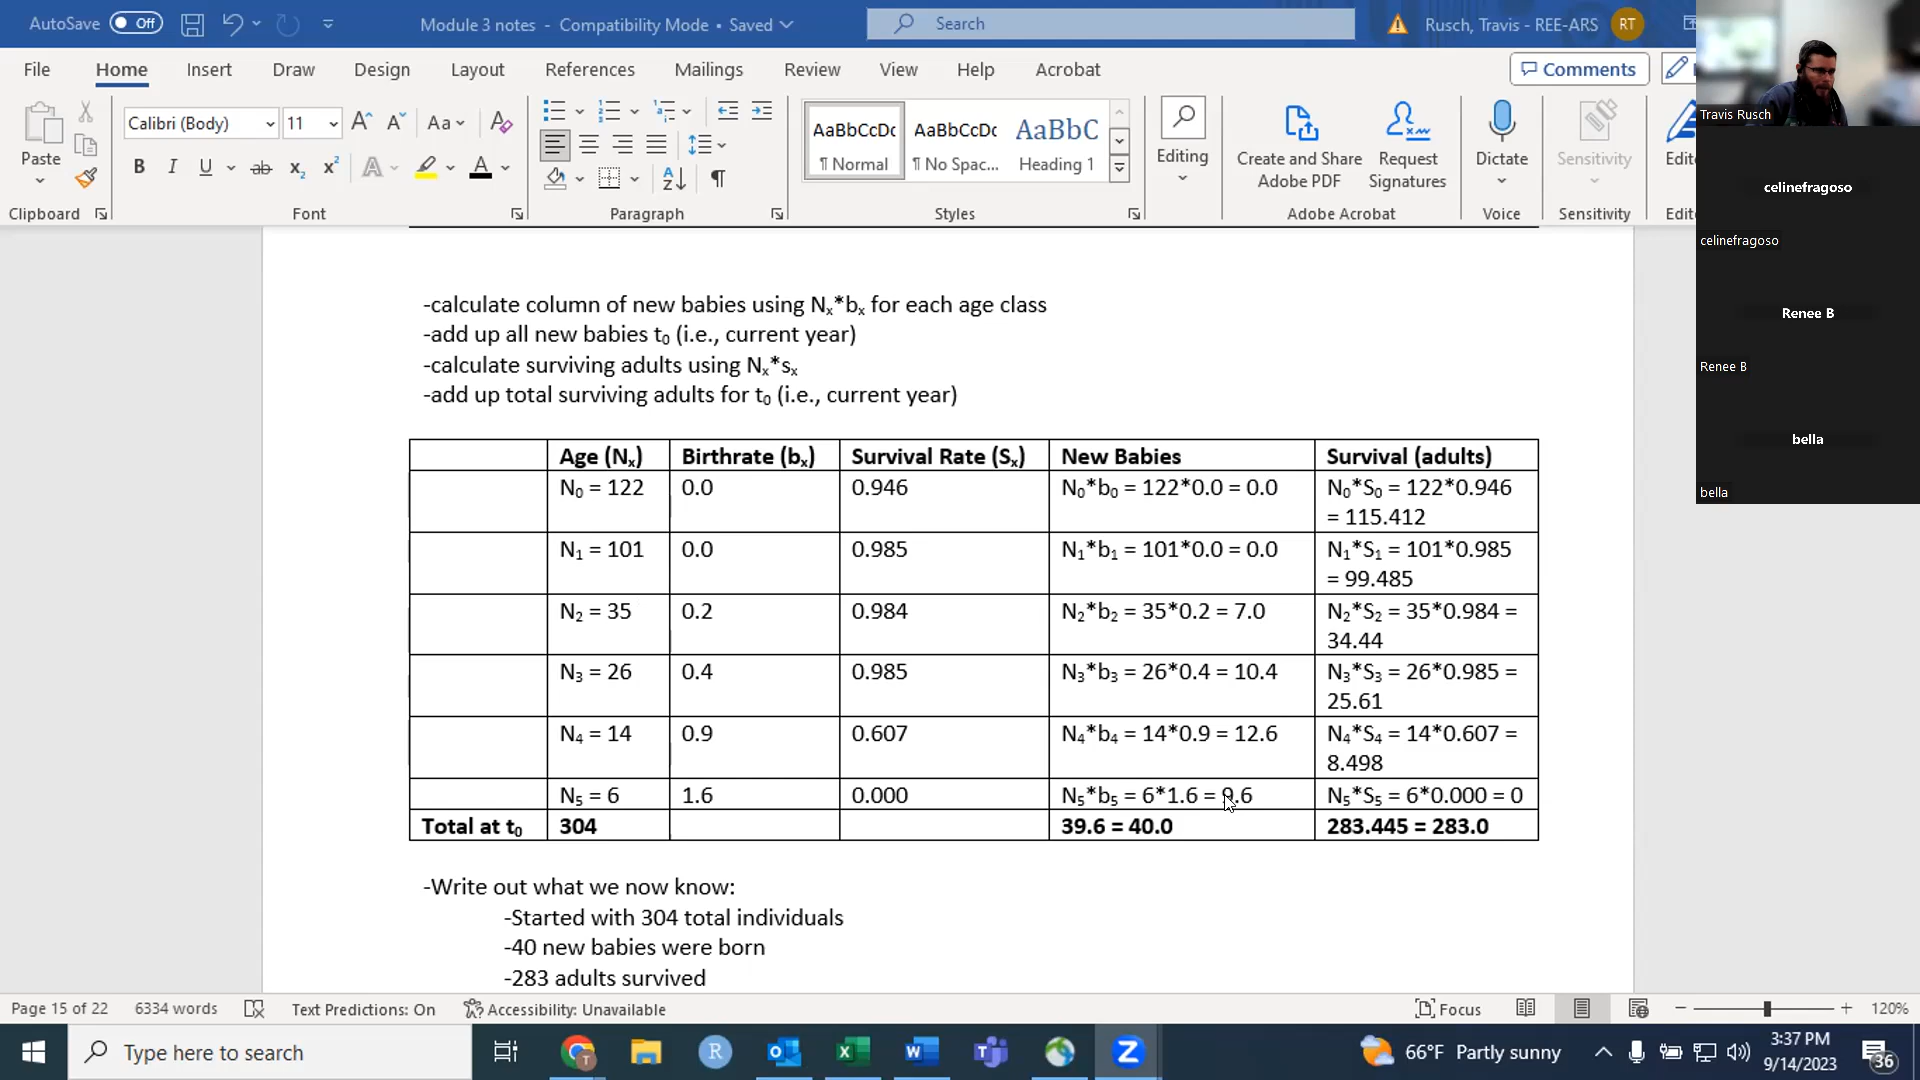 AutoSave Off Module 3 notes - Compatibility Mode • Saved Search Rusch, Travis - REE-ARS RT
File Home Insert Draw Design Layout References Mailings Review View Help Acrobat Comments
Calibri (Body) 11 Aa
AaBbCcDc AaBbCcDc AaBbC
¶ Normal ¶ No Spac... Heading 1
Paste B I U ab x₂ x² A A
Editing Create and Share Adobe PDF Request Signatures Dictate Sensitivity
Clipboard Font Paragraph Styles Adobe Acrobat Voice Sensitivity
Travis Rusch
celinefragoso
celinefragoso
Renee B
Renee B
bella
bella
-calculate column of new babies using Nₓ*bₓ for each age class
-add up all new babies t₀ (i.e., current year)
-calculate surviving adults using Nₓ*sₓ
-add up total surviving adults for t₀ (i.e., current year)
Age (Nₓ) Birthrate (bₓ) Survival Rate (Sₓ) New Babies Survival (adults)
N₀ = 122 0.0 0.946 N₀*b₀ = 122*0.0 = 0.0 N₀*S₀ = 122*0.946
= 115.412
N₁ = 101 0.0 0.985 N₁*b₁ = 101*0.0 = 0.0 N₁*S₁ = 101*0.985
= 99.485
N₂ = 35 0.2 0.984 N₂*b₂ = 35*0.2 = 7.0 N₂*S₂ = 35*0.984 =
34.44
N₃ = 26 0.4 0.985 N₃*b₃ = 26*0.4 = 10.4 N₃*S₃ = 26*0.985 =
25.61
N₄ = 14 0.9 0.607 N₄*b₄ = 14*0.9 = 12.6 N₄*S₄ = 14*0.607 =
8.498
N₅ = 6 1.6 0.000 N₅*b₅ = 6*1.6 = 9.6 N₅*S₅ = 6*0.000 = 0
Total at t₀ 304 39.6 = 40.0 283.445 = 283.0
-Write out what we now know:
-Started with 304 total individuals
-40 new babies were born
-283 adults survived
Page 15 of 22 6334 words Text Predictions: On Accessibility: Unavailable Focus 120%
Type here to search 66°F Partly sunny 3:37 PM
9/14/2023 36